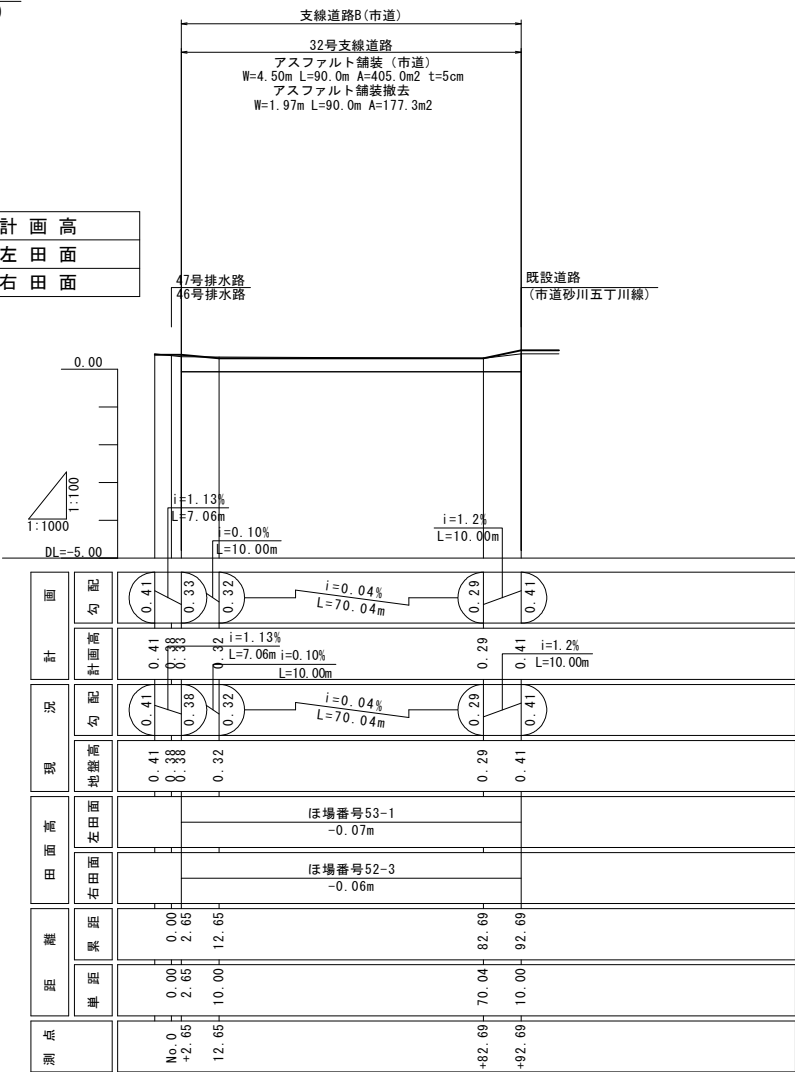 支線道路B(市道)
32号支線道路
アスファルト舗装（市道）
W=4.50m L=90.0m A=405.0m2 t=5cm
アスファルト舗装撤去
W=1.97m L=90.0m A=177.3m2
計画高
左田面
右田面
47号排水路
46号排水路
既設道路
(市道砂川五丁川線)
0.00
1:100
1:1000
DL=-5.00
i=1.13%
L=7.06m
i=0.10%
L=10.00m
i=1.2%
L=10.00m
計画
勾配
0.41 0.33 0.32
i=0.04%
L=70.04m
0.29 0.41
計画高
0.41 0.38 0.33 0.32 0.29 0.41
i=1.13%
L=7.06m
i=0.10%
L=10.00m
i=1.2%
L=10.00m
現況
勾配
0.41 0.38 0.32
i=0.04%
L=70.04m
0.29 0.41
地盤高
0.41 0.38 0.38 0.32 0.29 0.41
田面高
左田面
ほ場番号53-1
-0.07m
右田面
ほ場番号52-3
-0.06m
距離
累距
0.00 2.65 12.65 82.69 92.69
単距
0.00 2.65 10.00 70.04 10.00
測点
No.0 +2.65 12.65 +82.69 +92.69